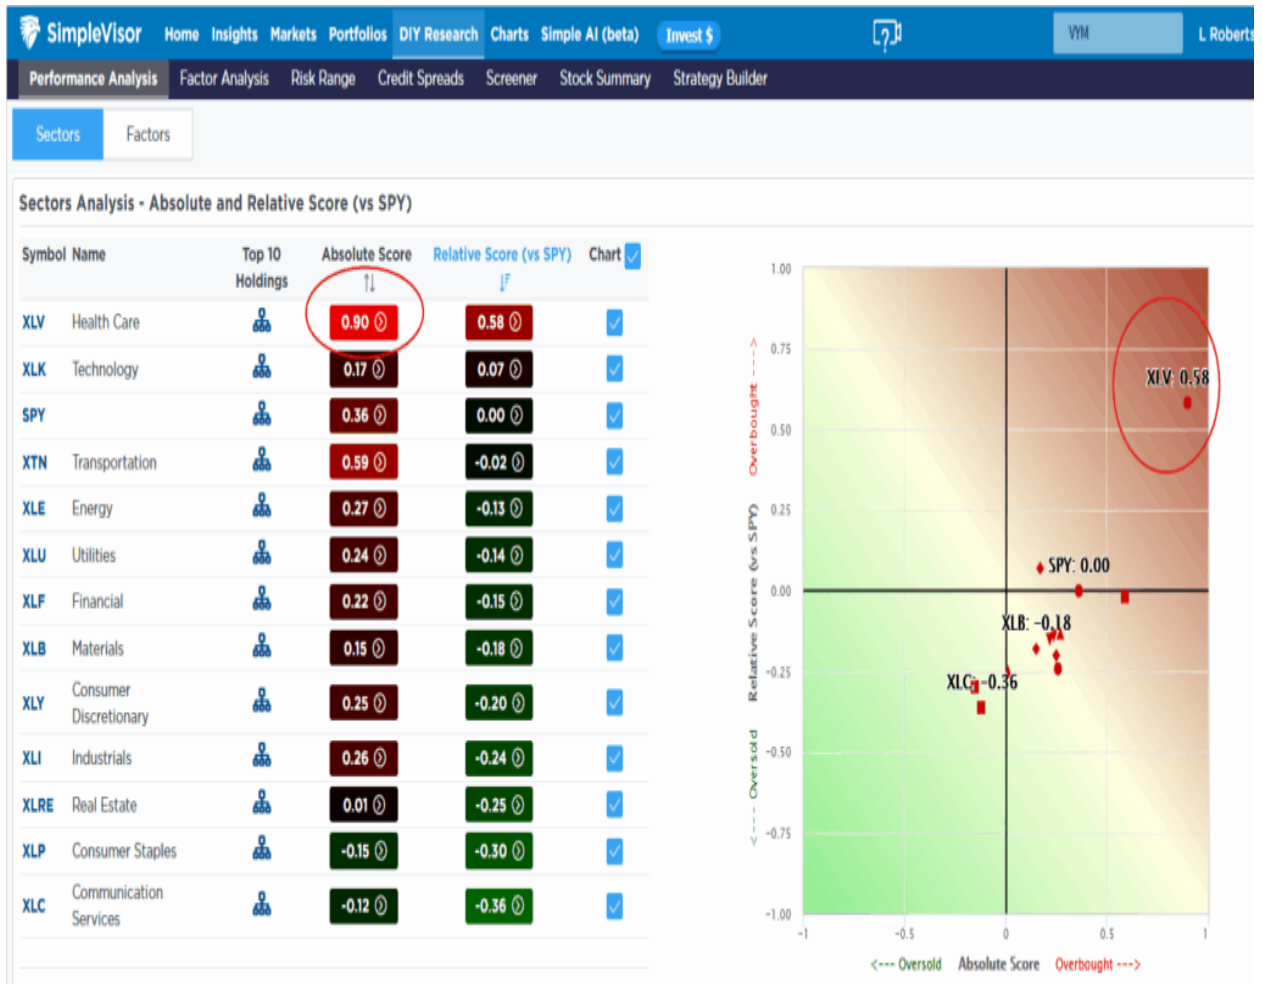 SimpleVisor Home Insights Markets Portfolios DIY Research Charts Simple AI (beta) Invest $ ? VYM L Roberts
Performance Analysis Factor Analysis Risk Range Credit Spreads Screener Stock Summary Strategy Builder
Sectors Factors
Sectors Analysis - Absolute and Relative Score (vs SPY)
Symbol Name Top 10 Holdings Absolute Score Relative Score (vs SPY) Chart
XLV Health Care 0.90 0.58
XLK Technology 0.17 0.07
SPY 0.36 0.00
XTN Transportation 0.59 -0.02
XLE Energy 0.27 -0.13
XLU Utilities 0.24 -0.14
XLF Financial 0.22 -0.15
XLB Materials 0.15 -0.18
XLY Consumer Discretionary 0.25 -0.20
XLI Industrials 0.26 -0.24
XLRE Real Estate 0.01 -0.25
XLP Consumer Staples -0.15 -0.30
XLC Communication Services -0.12 -0.36
1.00
0.75
0.50
0.25
0.00
-0.25
-0.50
-0.75
-1.00
<--- Oversold Relative Score (vs SPY) Overbought --->
XLV: 0.58
SPY: 0.00
XLB: -0.18
XLC: -0.36
-1 -0.5 0 0.5 1
<--- Oversold Absolute Score Overbought --->